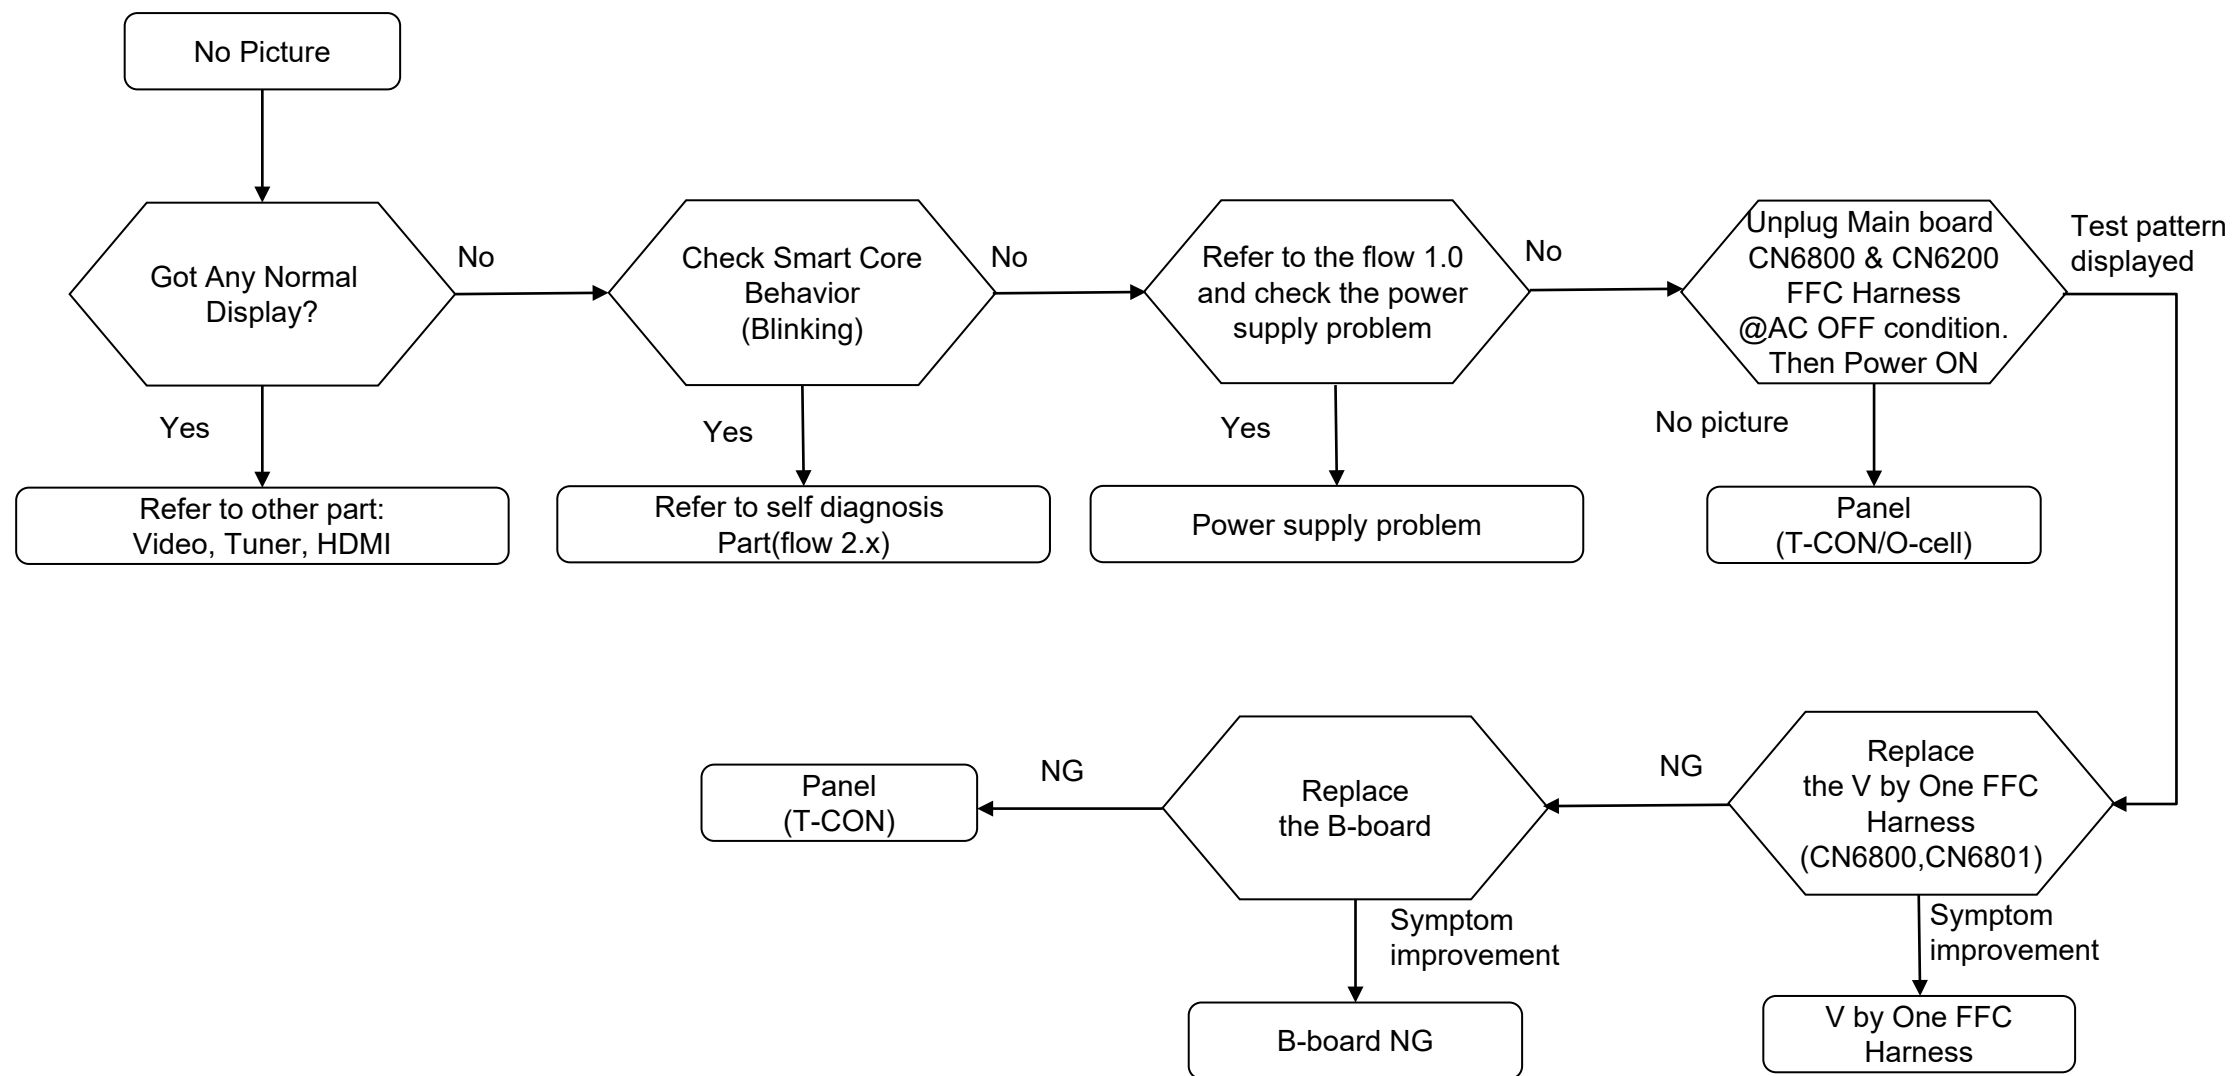 No Picture
Got Any Normal
Display?
No
Check Smart Core
Behavior
(Blinking)
No
Refer to the flow 1.0
and check the power
supply problem
No
Unplug Main board
CN6800 & CN6200
FFC Harness
@AC OFF condition.
Then Power ON
Test pattern
displayed
Yes
Yes
Yes
No picture
Refer to other part:
Video, Tuner, HDMI
Refer to self diagnosis
Part(flow 2.x)
Power supply problem
Panel
(T-CON/O-cell)
Panel
(T-CON)
NG
Replace
the B-board
NG
Replace
the V by One FFC
Harness
(CN6800,CN6801)
Symptom
improvement
Symptom
improvement
B-board NG
V by One FFC
Harness